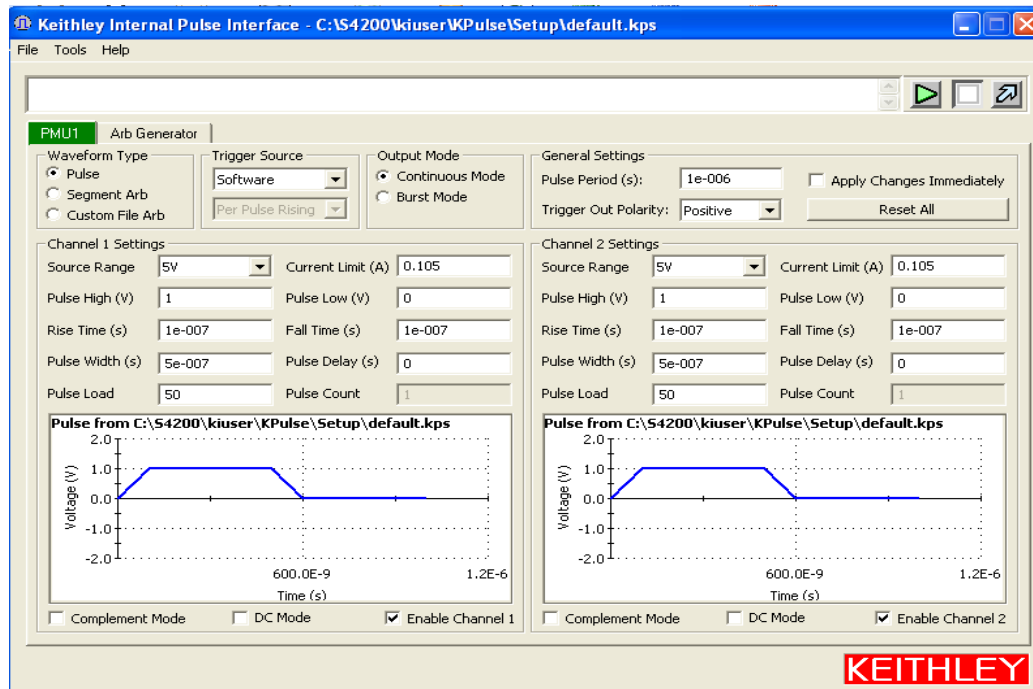 Keithley Internal Pulse Interface - C:\S4200\kiuser\KPulse\Setup\default.kps
File Tools Help
PMU1 Arb Generator
Waveform Type
Pulse
Segment Arb
Custom File Arb
Trigger Source
Software
Per Pulse Rising
Output Mode
Continuous Mode
Burst Mode
General Settings
Pulse Period (s): 1e-006 Apply Changes Immediately
Trigger Out Polarity: Positive Reset All
Channel 1 Settings
Source Range 5V Current Limit (A) 0.105
Pulse High (V) 1 Pulse Low (V) 0
Rise Time (s) 1e-007 Fall Time (s) 1e-007
Pulse Width (s) 5e-007 Pulse Delay (s) 0
Pulse Load 50 Pulse Count 1
Pulse from C:\S4200\kiuser\KPulse\Setup\default.kps
2.0
1.0
0.0
-1.0
-2.0
Voltage (V)
600.0E-9 1.2E-6
Time (s)
Complement Mode DC Mode Enable Channel 1
Channel 2 Settings
Source Range 5V Current Limit (A) 0.105
Pulse High (V) 1 Pulse Low (V) 0
Rise Time (s) 1e-007 Fall Time (s) 1e-007
Pulse Width (s) 5e-007 Pulse Delay (s) 0
Pulse Load 50 Pulse Count 1
Pulse from C:\S4200\kiuser\KPulse\Setup\default.kps
2.0
1.0
0.0
-1.0
-2.0
Voltage (V)
600.0E-9 1.2E-6
Time (s)
Complement Mode DC Mode Enable Channel 2
KEITHLEY